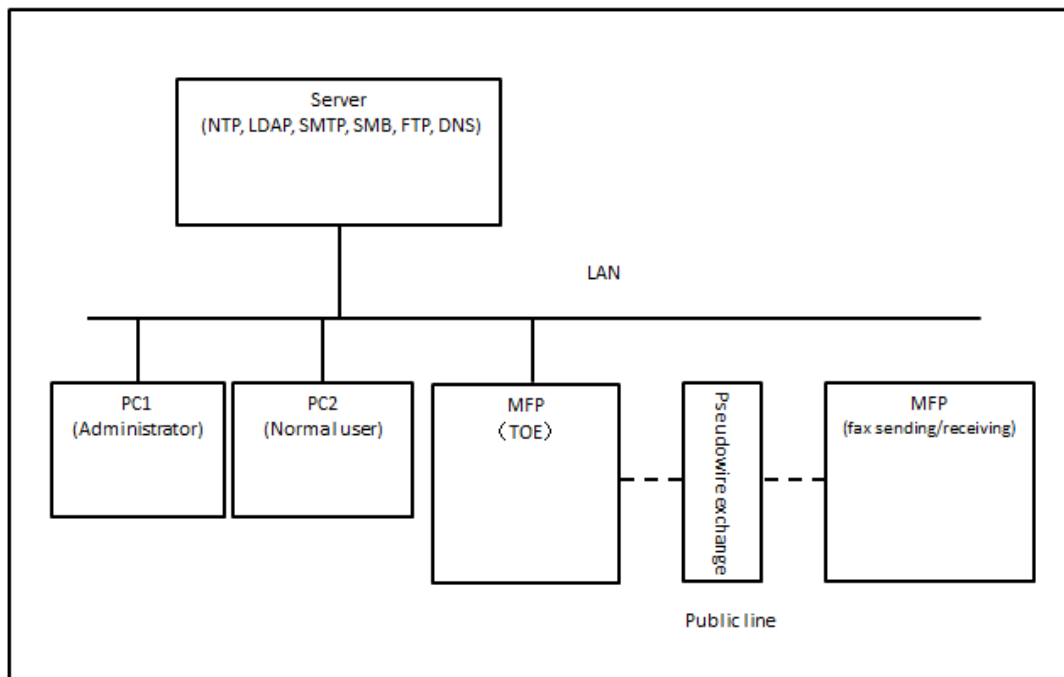 Server
(NTP, LDAP, SMTP, SMB, FTP, DNS)
LAN
PC1
(Administrator)
PC2
(Normal user)
MFP
（TOE）
Pseudowire exchange
MFP
(fax sending/receiving)
Public line